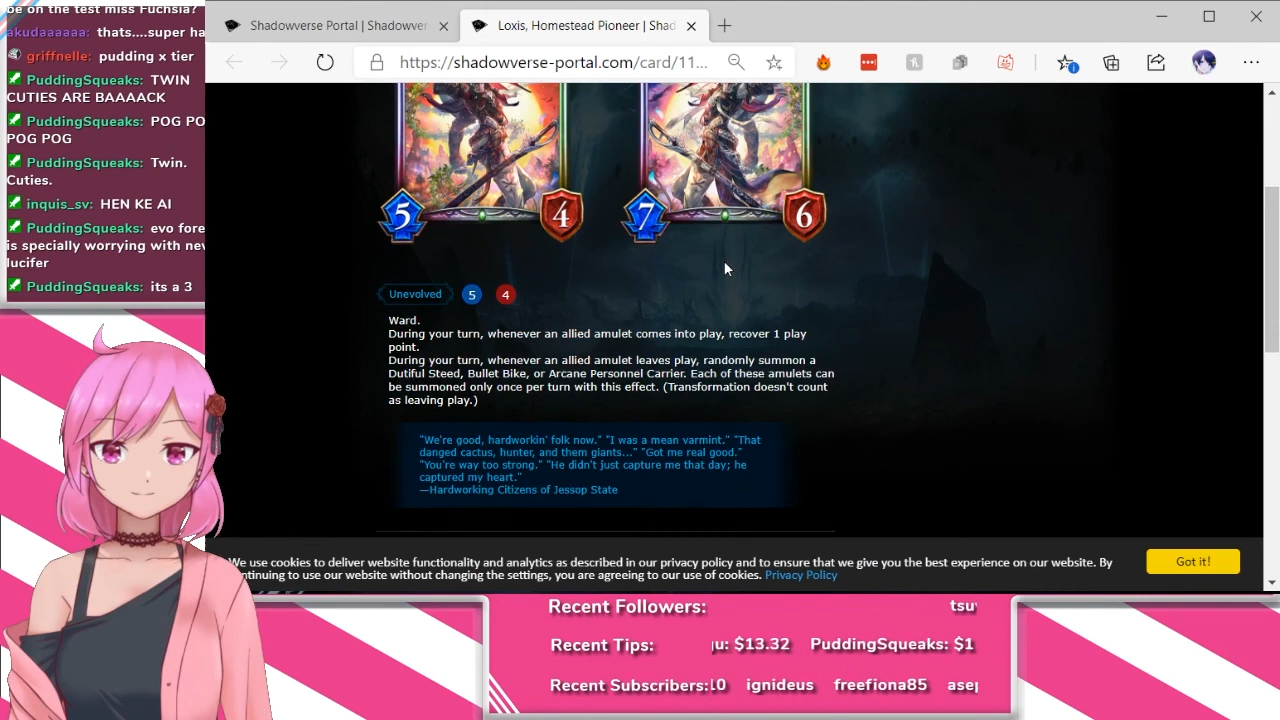 be on the test miss Fuchsia?
akudaaaaaa: thats....super ha
griffnelle: pudding x tier
PuddingSqueaks: TWIN
CUTIES ARE BAAAACK
PuddingSqueaks: POG PO
POG POG
PuddingSqueaks: Twin.
Cuties.
inquis_sv: HEN KE AI
PuddingSqueaks: evo fore
is specially worrying with new
lucifer
PuddingSqueaks: its a 3
Shadowverse Portal | Shadowver
Loxis, Homestead Pioneer | Shad
https://shadowverse-portal.com/card/11...
5
4
7
6
Unevolved 5 4
Ward.
During your turn, whenever an allied amulet comes into play, recover 1 play
point.
During your turn, whenever an allied amulet leaves play, randomly summon a
Dutiful Steed, Bullet Bike, or Arcane Personnel Carrier. Each of these amulets can
be summoned only once per turn with this effect. (Transformation doesn't count
as leaving play.)
"We're good, hardworkin' folk now." "I was a mean varmint." "That
danged cactus, hunter, and them giants..." "Got me real good."
"You're way too strong." "He didn't just capture me that day; he
captured my heart."
—Hardworking Citizens of Jessop State
We use cookies to deliver website functionality and analytics as described in our privacy policy and to ensure that we give you the best experience on our website. By
ntinuing to use our website without changing the settings, you are agreeing to our use of cookies. Privacy Policy
Got it!
Recent Followers: tsu
Recent Tips: u: $13.32 PuddingSqueaks: $1
Recent Subscribers: 0 ignideus freefiona85 asep